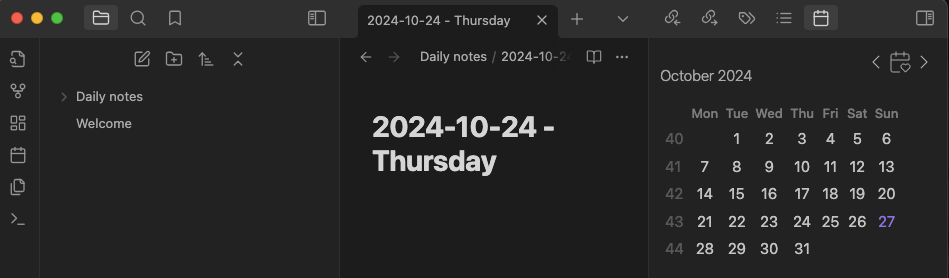 2024-10-24 - Thursday
Daily notes / 2024-10-2
Daily notes
Welcome
2024-10-24 -
Thursday
October 2024
Mon Tue Wed Thu Fri Sat Sun
40 1 2 3 4 5 6
41 7 8 9 10 11 12 13
42 14 15 16 17 18 19 20
43 21 22 23 24 25 26 27
44 28 29 30 31